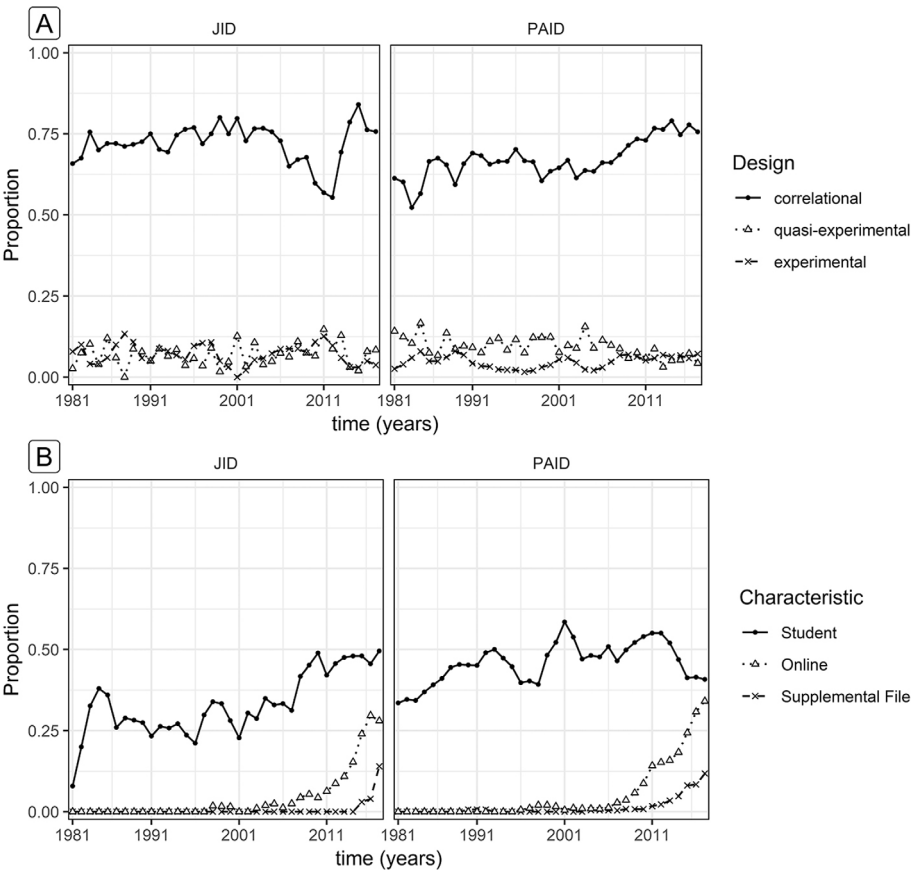 A
JID
PAID
1.00
0.75
0.50
0.25
0.00
Proportion
1981
1991
2001
2011
1981
1991
2001
2011
time (years)
Design
correlational
quasi-experimental
experimental
B
JID
PAID
1.00
0.75
0.50
0.25
0.00
Proportion
1981
1991
2001
2011
1981
1991
2001
2011
time (years)
Characteristic
Student
Online
Supplemental File